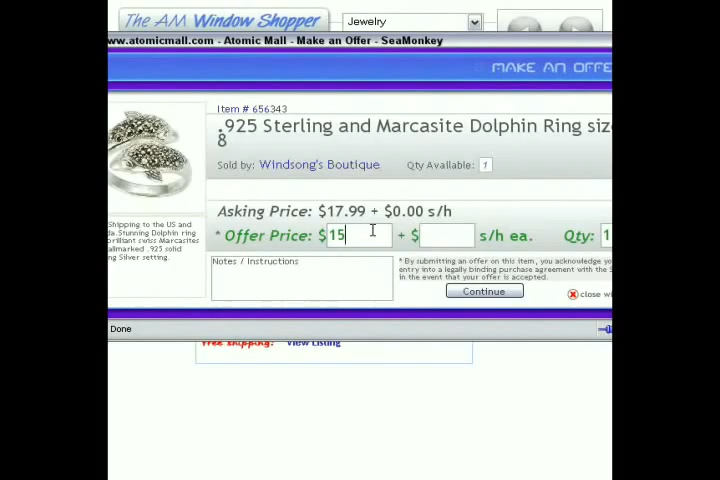 The AM Window Shopper
Jewelry
www.atomicmall.com - Atomic Mall - Make an Offer - SeaMonkey
MAKE AN OFFE
Item # 656343
.925 Sterling and Marcasite Dolphin Ring size
8
Sold by: Windsong's Boutique Qty Available: 1
Asking Price: $17.99 + $0.00 s/h
* Offer Price: $ 15 + $ s/h ea. Qty: 1
Shipping to the US and
da.Stunning Dolphin ring
brilliant swiss Marcasites
allmarked .925 solid
ng Silver setting.
Notes / Instructions
* By submitting an offer on this item, you acknowledge yo
entry into a legally binding purchase agreement with the S
in the event that your offer is accepted.
Continue
close wi
Done
Free shipping: View Listing